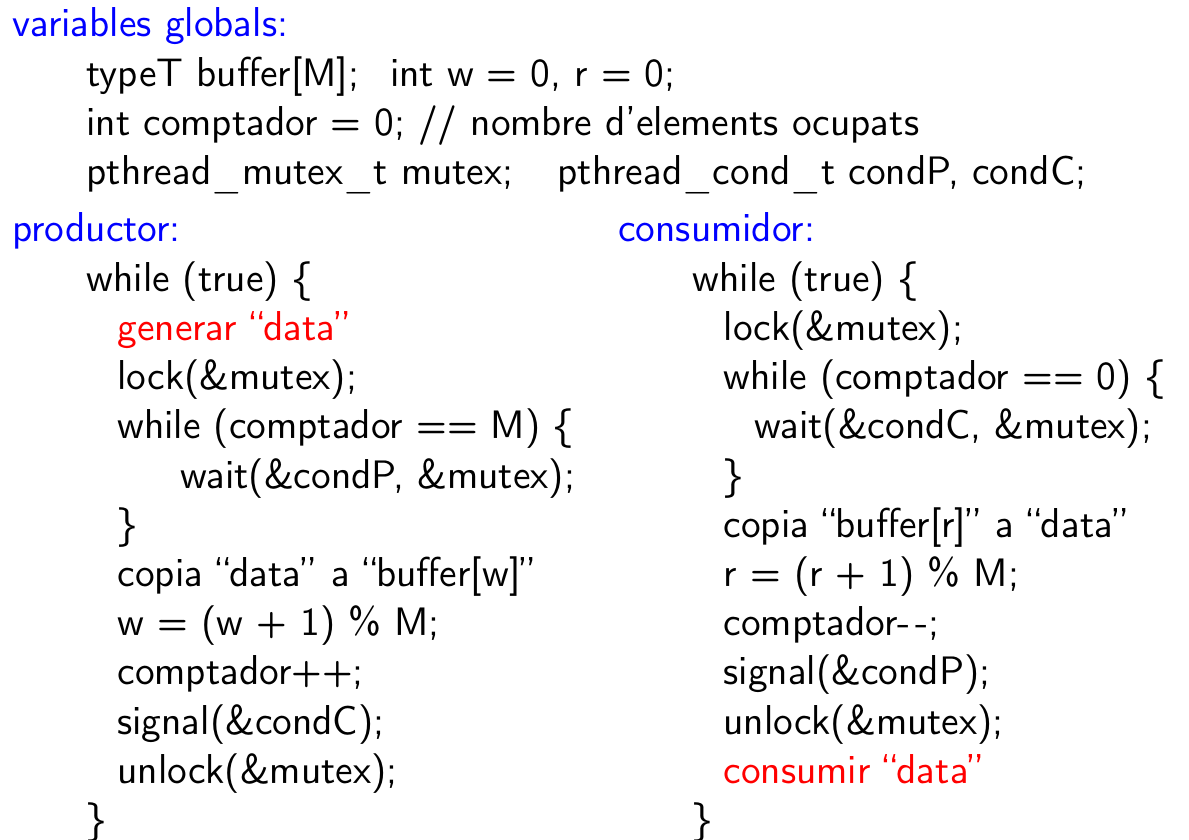 variables globals:
typeT buffer[M];   int w = 0, r = 0;
int comptador = 0; // nombre d'elements ocupats
pthread_mutex_t mutex;    pthread_cond_t condP, condC;
productor:
while (true) {
generar “data”
lock(&mutex);
while (comptador == M) {
wait(&condP, &mutex);
}
copia “data” a “buffer[w]”
w = (w + 1) % M;
comptador++;
signal(&condC);
unlock(&mutex);
}
consumidor:
while (true) {
lock(&mutex);
while (comptador == 0) {
wait(&condC, &mutex);
}
copia “buffer[r]” a “data”
r = (r + 1) % M;
comptador--;
signal(&condP);
unlock(&mutex);
consumir “data”
}